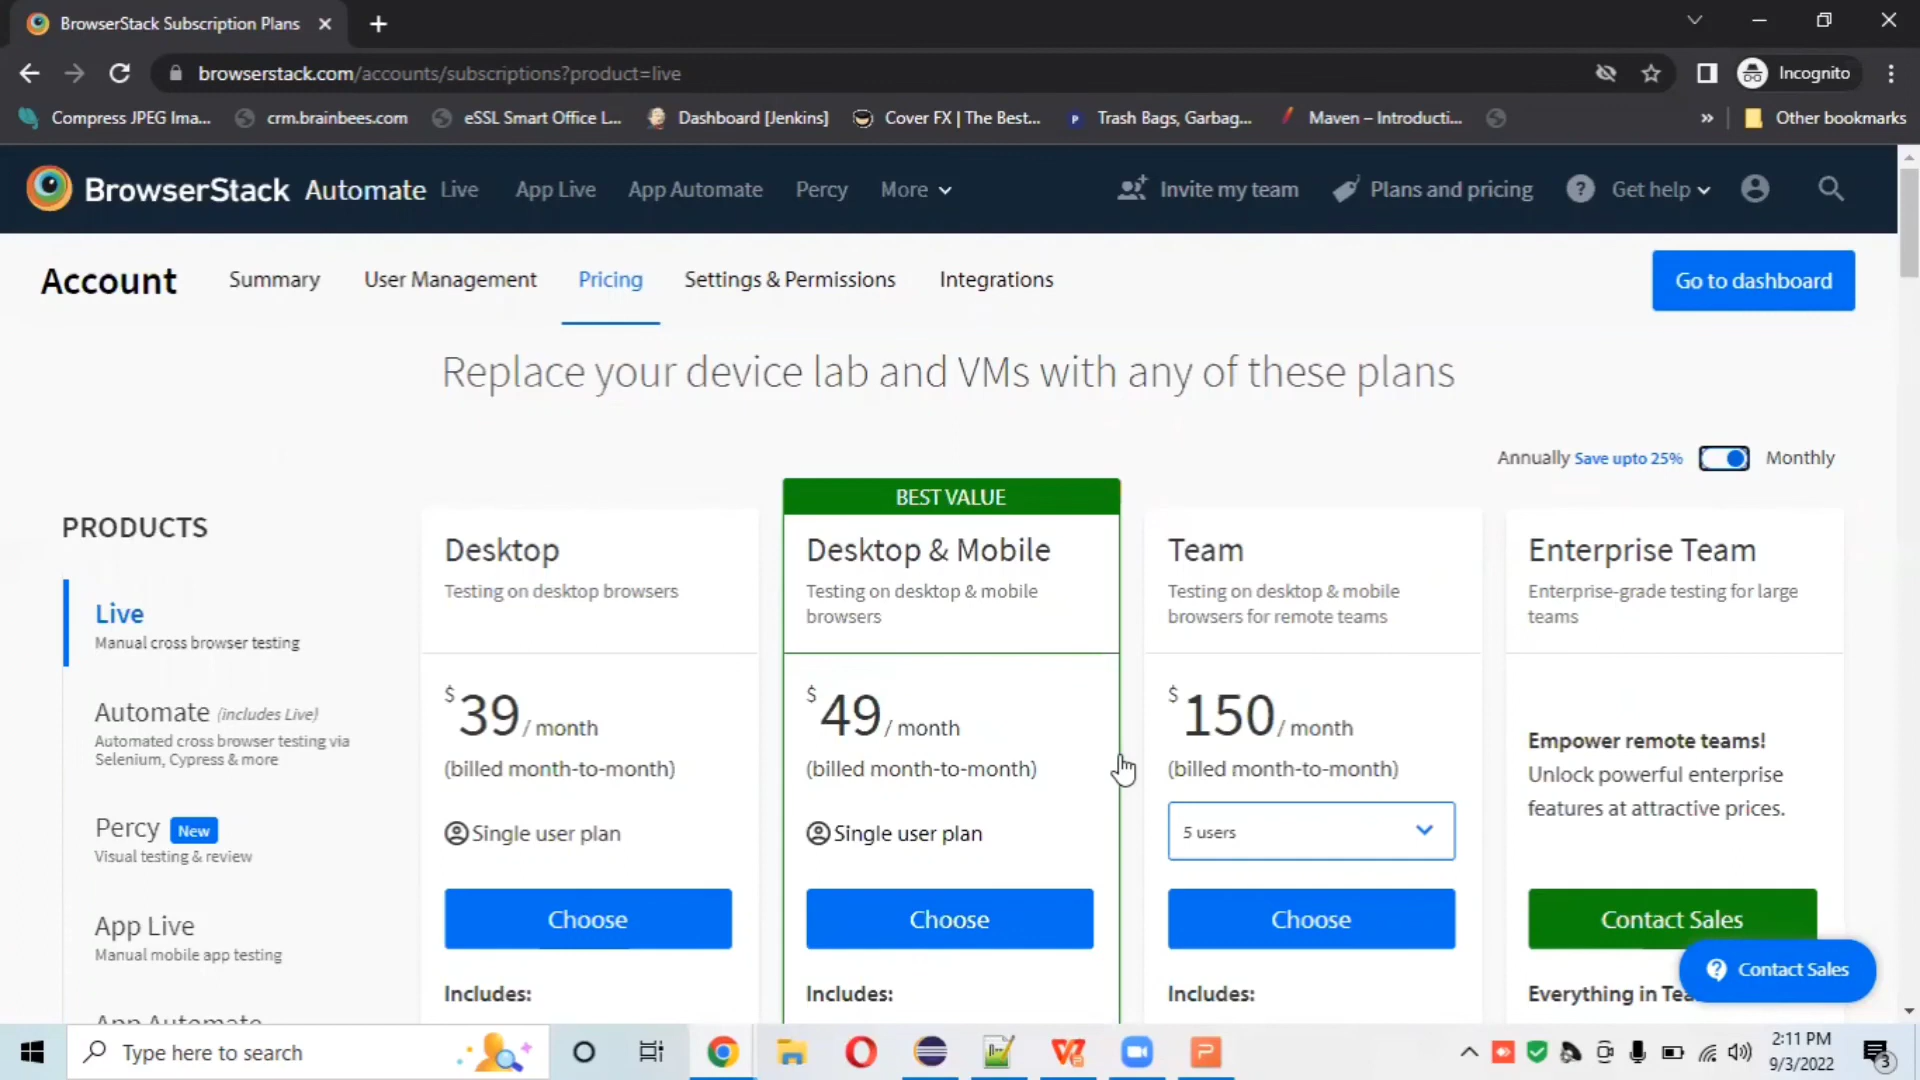 BrowserStack Subscription Plans
browserstack.com/accounts/subscriptions?product=live
Incognito
Compress JPEG Ima...
crm.brainbees.com
eSSL Smart Office L...
Dashboard [Jenkins]
Cover FX | The Best...
Trash Bags, Garbag...
Maven – Introducti...
»
Other bookmarks
BrowserStack Automate
Live
App Live
App Automate
Percy
More
Invite my team
Plans and pricing
Get help
Account
Summary
User Management
Pricing
Settings & Permissions
Integrations
Go to dashboard
Replace your device lab and VMs with any of these plans
Annually Save upto 25%
Monthly
PRODUCTS
Live
Manual cross browser testing
Automate (includes Live)
Automated cross browser testing via
Selenium, Cypress & more
Percy New
Visual testing & review
App Live
Manual mobile app testing
App Automate
Desktop
Testing on desktop browsers
$39/ month
(billed month-to-month)
Single user plan
Choose
Includes:
BEST VALUE
Desktop & Mobile
Testing on desktop & mobile
browsers
$49/ month
(billed month-to-month)
Single user plan
Choose
Includes:
Team
Testing on desktop & mobile
browsers for remote teams
$150/ month
(billed month-to-month)
5 users
Choose
Includes:
Enterprise Team
Enterprise-grade testing for large
teams
Empower remote teams!
Unlock powerful enterprise
features at attractive prices.
Contact Sales
Everything in Tea
Contact Sales
Type here to search
2:11 PM
9/3/2022
3